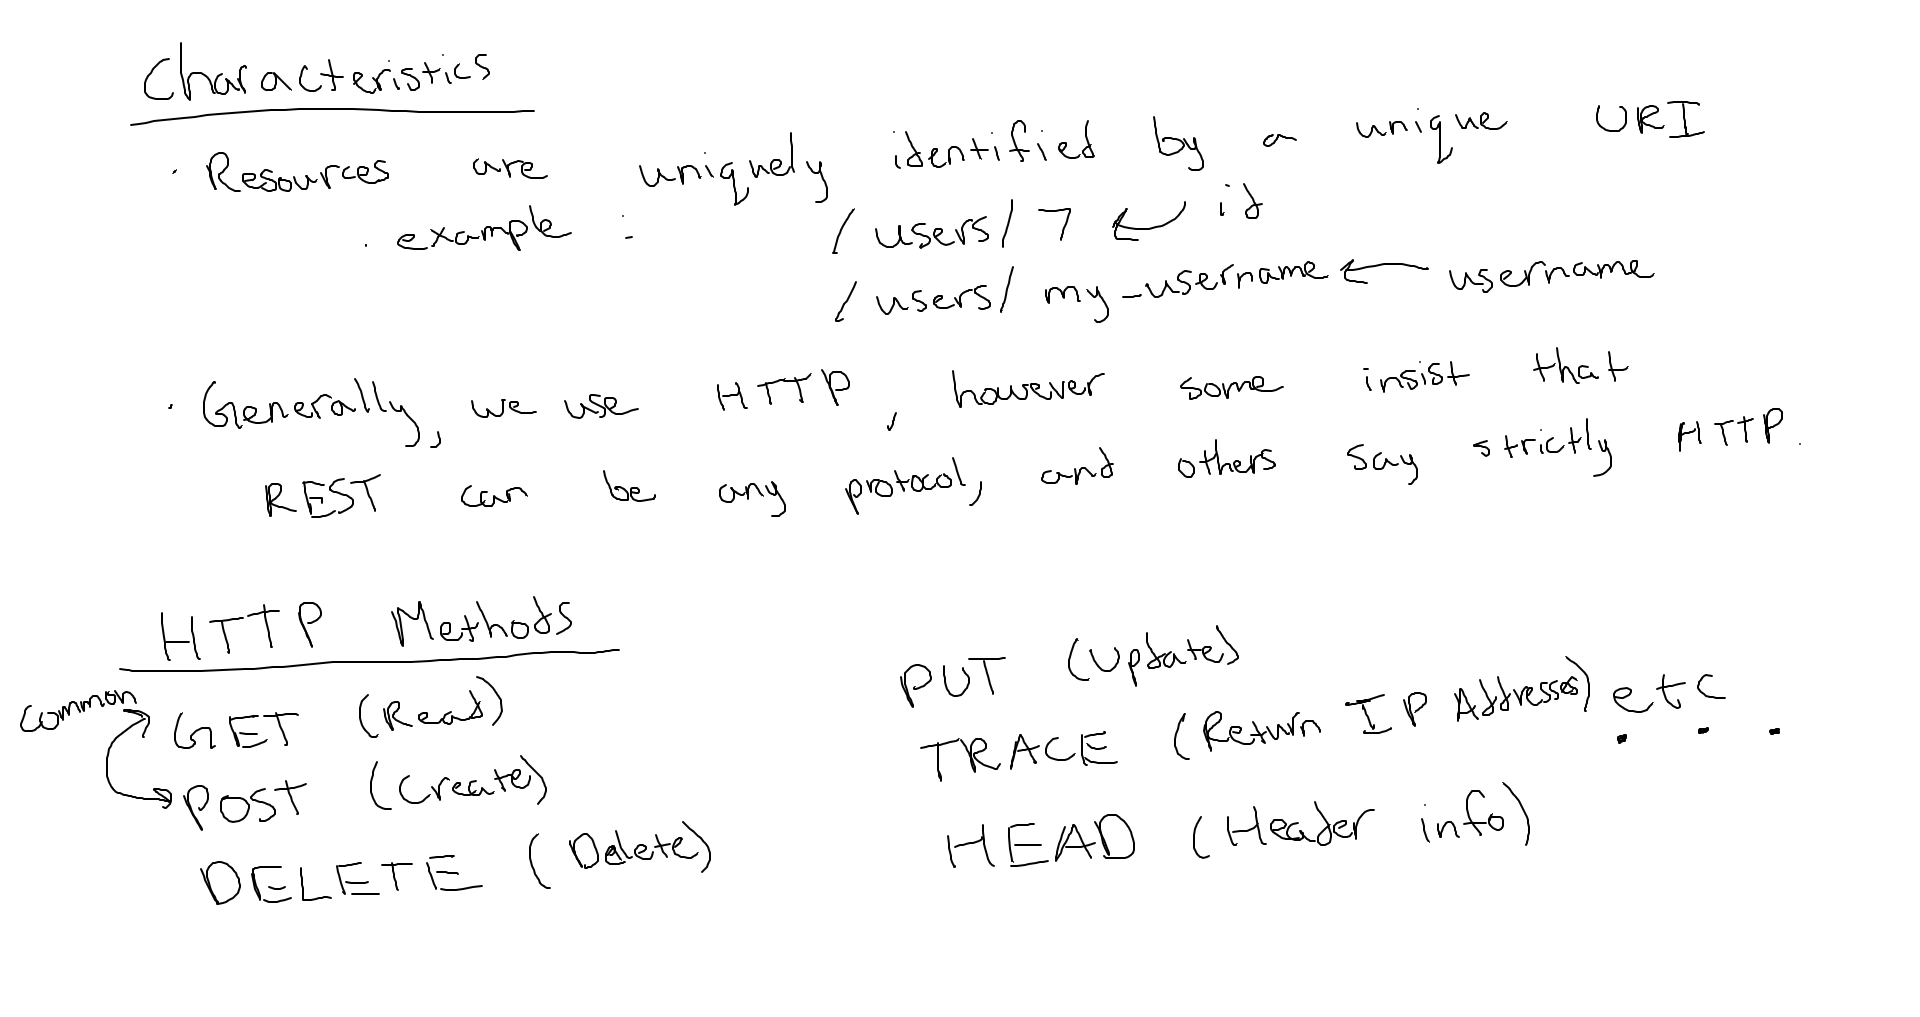 Characteristics
· Resources are uniquely identified by a unique URI
· example : /users/7 ← id
/users/my_username ← username
· Generally, we use HTTP, however some insist that
REST can be any protocol, and others say strictly HTTP.
HTTP Methods
common
GET (Read)
POST (Create)
DELETE (Delete)
PUT (Update)
TRACE (Return IP Addresses) etc
...
HEAD (Header info)